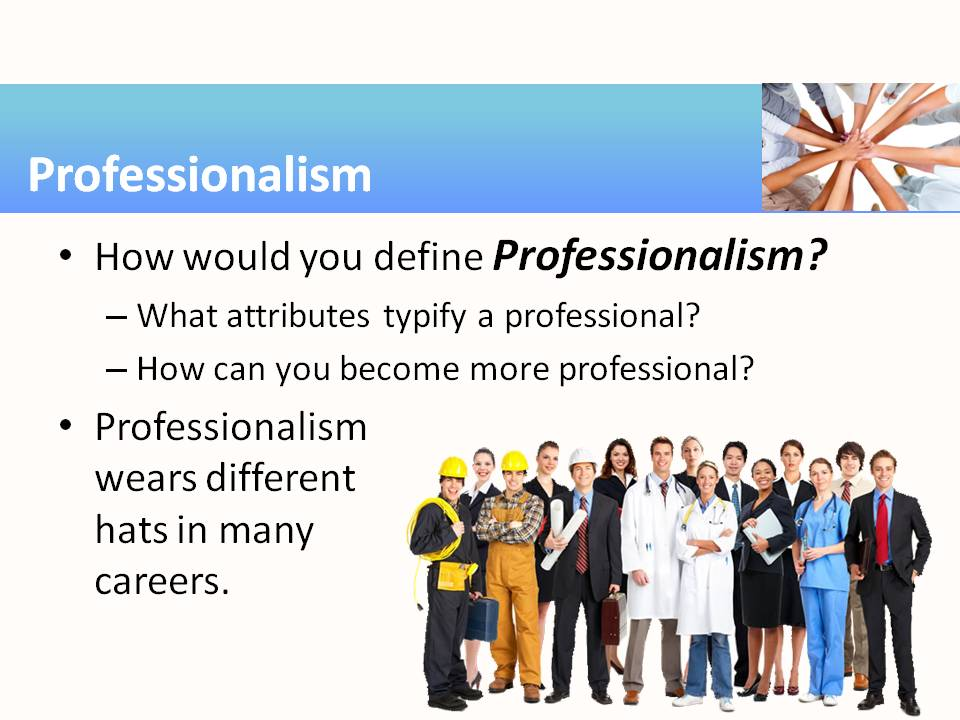 Professionalism
• How would you define Professionalism?
– What attributes typify a professional?
– How can you become more professional?
• Professionalism
wears different
hats in many
careers.